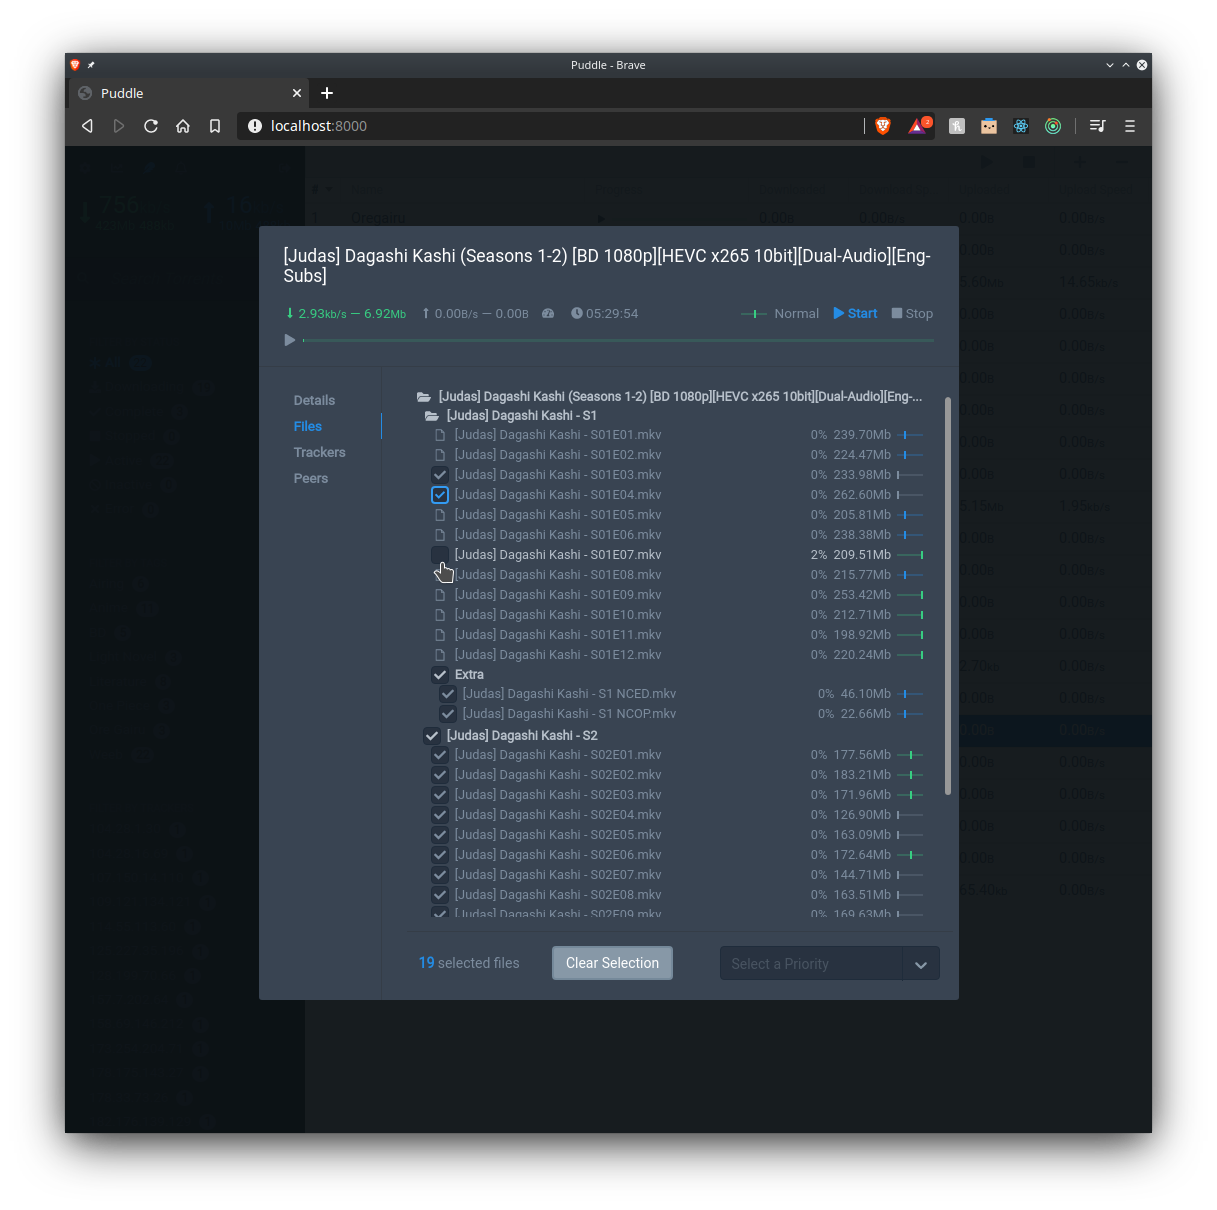 Puddle - Brave
Puddle
localhost:8000
2
Oregairu
0.00B 0.00B/s 0.00B 0.00B/s
[Judas] Dagashi Kashi (Seasons 1-2) [BD 1080p][HEVC x265 10bit][Dual-Audio][Eng-
Subs]
2.93kb/s — 6.92Mb 0.00B/s — 0.00B 05:29:54 Normal Start Stop
Details
Files
Trackers
Peers
[Judas] Dagashi Kashi (Seasons 1-2) [BD 1080p][HEVC x265 10bit][Dual-Audio][Eng-...
[Judas] Dagashi Kashi - S1
[Judas] Dagashi Kashi - S01E01.mkv 0% 239.70Mb
[Judas] Dagashi Kashi - S01E02.mkv 0% 224.47Mb
[Judas] Dagashi Kashi - S01E03.mkv 0% 233.98Mb
[Judas] Dagashi Kashi - S01E04.mkv 0% 262.60Mb
[Judas] Dagashi Kashi - S01E05.mkv 0% 205.81Mb
[Judas] Dagashi Kashi - S01E06.mkv 0% 238.38Mb
[Judas] Dagashi Kashi - S01E07.mkv 2% 209.51Mb
[Judas] Dagashi Kashi - S01E08.mkv 0% 215.77Mb
[Judas] Dagashi Kashi - S01E09.mkv 0% 253.42Mb
[Judas] Dagashi Kashi - S01E10.mkv 0% 212.71Mb
[Judas] Dagashi Kashi - S01E11.mkv 0% 198.92Mb
[Judas] Dagashi Kashi - S01E12.mkv 0% 220.24Mb
Extra
[Judas] Dagashi Kashi - S1 NCED.mkv 0% 46.10Mb
[Judas] Dagashi Kashi - S1 NCOP.mkv 0% 22.66Mb
[Judas] Dagashi Kashi - S2
[Judas] Dagashi Kashi - S02E01.mkv 0% 177.56Mb
[Judas] Dagashi Kashi - S02E02.mkv 0% 183.21Mb
[Judas] Dagashi Kashi - S02E03.mkv 0% 171.96Mb
[Judas] Dagashi Kashi - S02E04.mkv 0% 126.90Mb
[Judas] Dagashi Kashi - S02E05.mkv 0% 163.09Mb
[Judas] Dagashi Kashi - S02E06.mkv 0% 172.64Mb
[Judas] Dagashi Kashi - S02E07.mkv 0% 144.71Mb
[Judas] Dagashi Kashi - S02E08.mkv 0% 163.51Mb
[Judas] Dagashi Kashi - S02E09.mkv 0% 169.63Mb
19 selected files
Clear Selection
Select a Priority